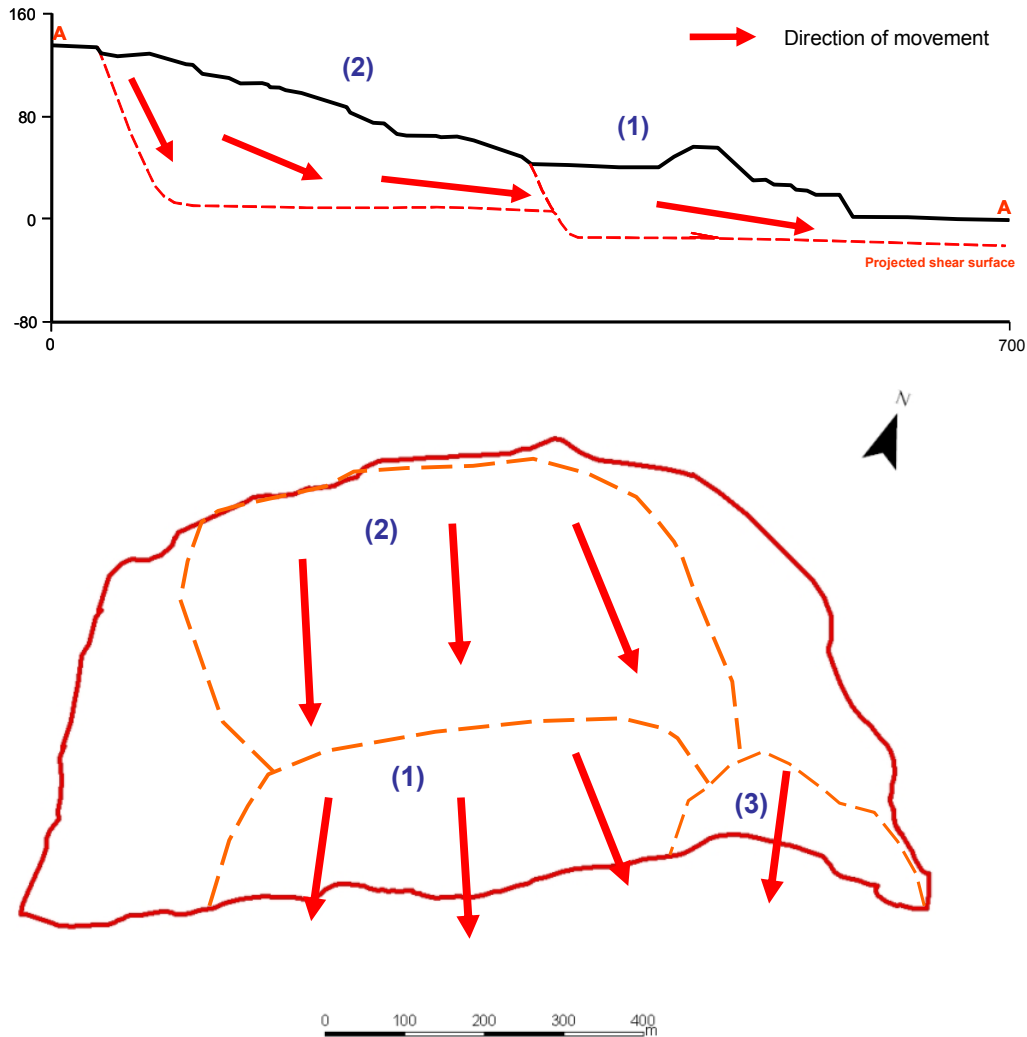 160
A
Direction of movement
(2)
80
(1)
0
A
Projected shear surface
-80
0
700
N
(2)
(1)
(3)
0 100 200 300 400
m